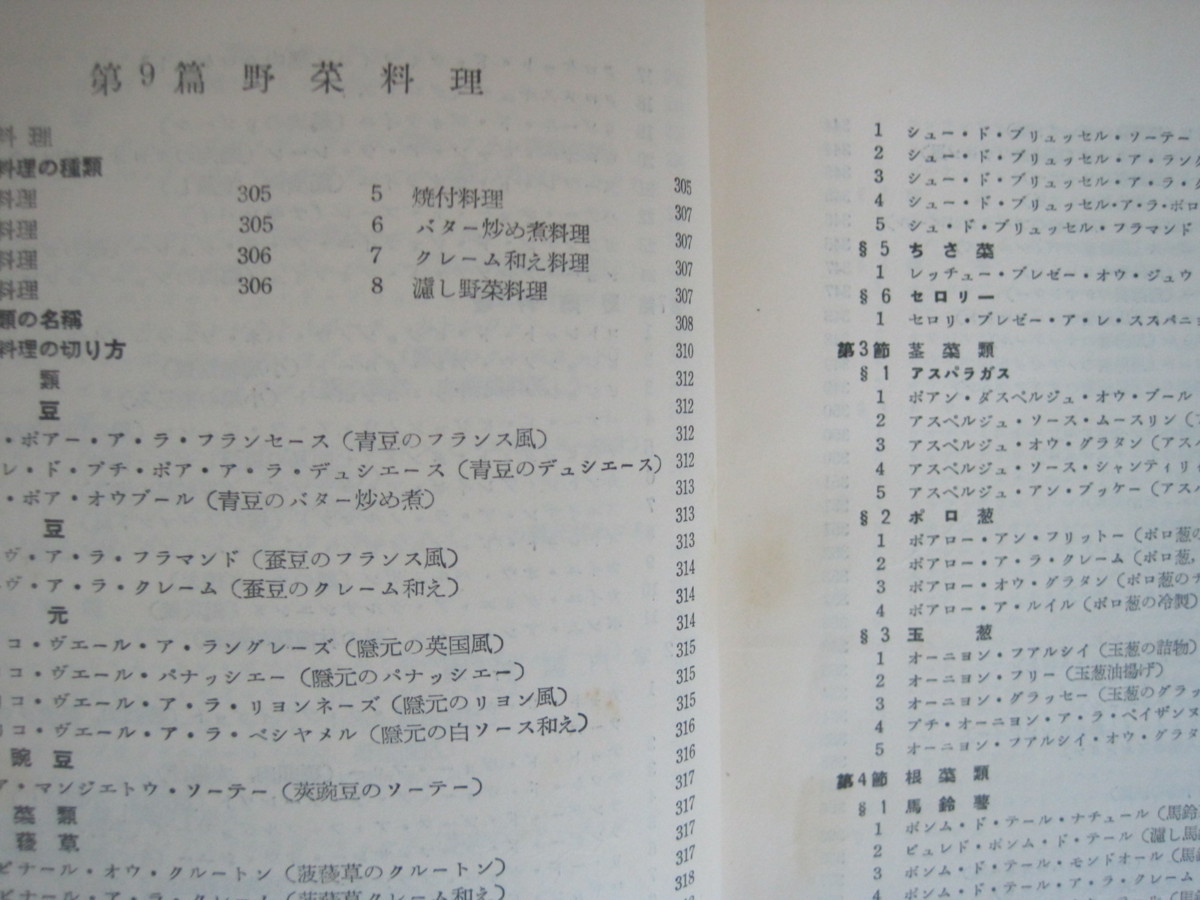 第9篇 野菜料理
料理
料理の種類
料理 305 5 焼付料理 305
料理 305 6 バター炒め煮料理 307
料理 306 7 クレーム和え料理 307
料理 306 8 濾し野菜料理 307
307
類の名稱 308
料理の切り方 310
類 312
豆 312
・ポアー・ア・ラ・フランセース（青豆のフランス風） 312
レ・ド・プチ・ポア・ア・ラ・デュシエース（青豆のデュシエース） 312
・ポア・オウブール（青豆のバター炒め煮） 313
豆 313
ヴ・ア・ラ・フラマンド（蚕豆のフランス風） 313
ヴ・ア・ラ・クレーム（蚕豆のクレーム和え） 314
元 314
コ・ヴエール・ア・ラングレーズ（隠元の英国風） 314
コ・ヴエール・パナッシエー（隠元のパナッシエー） 315
コ・ヴエール・ア・ラ・リヨンネーズ（隠元のリヨン風） 315
コ・ヴエール・ア・ラ・ベシヤメル（隠元の白ソース和え） 315
豌豆 316
ア・マンジエトウ・ソーテー（莢豌豆のソーテー） 316
菜類 317
草 317
ピナール・オウ・クルートン（菠薐草のクルートン） 317
ピナール・ア・ラ・クレーム（菠薐草クレーム和え） 318
1 シュー・ド・ブリュッセル・ソーテー
2 シュー・ド・ブリュッセル・ア・ラング
3 シュー・ド・ブリュッセル・ア・ラ・
4 シュー・ド・ブリュッセル・ア・ラ・ポロ
5 シュ・ド・ブリュッセル・フラマンド
§5 ちさ菜
1 レッチュー・ブレゼー・オウ・ジュウ
§6 セロリー
1 セロリ・ブレゼー・ア・レ・ススパニョ
第3節 茎菜類
§1 アスパラガス
1 ポアン・ダスペルジュ・オウ・ブール
2 アスペルジュ・ソース・ムースリン（
3 アスペルジュ・オウ・グラタン（アス
4 アスペルジュ・ソース・シャンティリイ
5 アスペルジュ・アン・ブッケー（アスペ
§2 ポロ葱
1 ポアロー・アン・フリットー（ポロ葱の
2 ポアロー・ア・ラ・クレーム（ポロ葱，
3 ポアロー・オウ・グラタン（ポロ葱のチ
4 ポアロー・ア・ルイル（ポロ葱の冷製）
§3 玉葱
1 オーニヨン・フアルシイ（玉葱の詰物）
2 オーニヨン・フリー（玉葱油揚げ）
3 オーニヨン・グラッセー（玉葱のグラッ
4 プチ・オーニヨン・ア・ラ・ペイザンヌ
5 オーニヨン・フアルシイ・オウ・グラタ
第4節 根菜類
§1 馬鈴薯
1 ポンム・ド・テール・ナチュール（馬鈴
2 ピュレド・ポンム・ド・テール（濾し馬
3 ポンム・ド・テール・モンドオール（馬鈴
4 ポンム・ド・テール・ア・ラ・クレーム